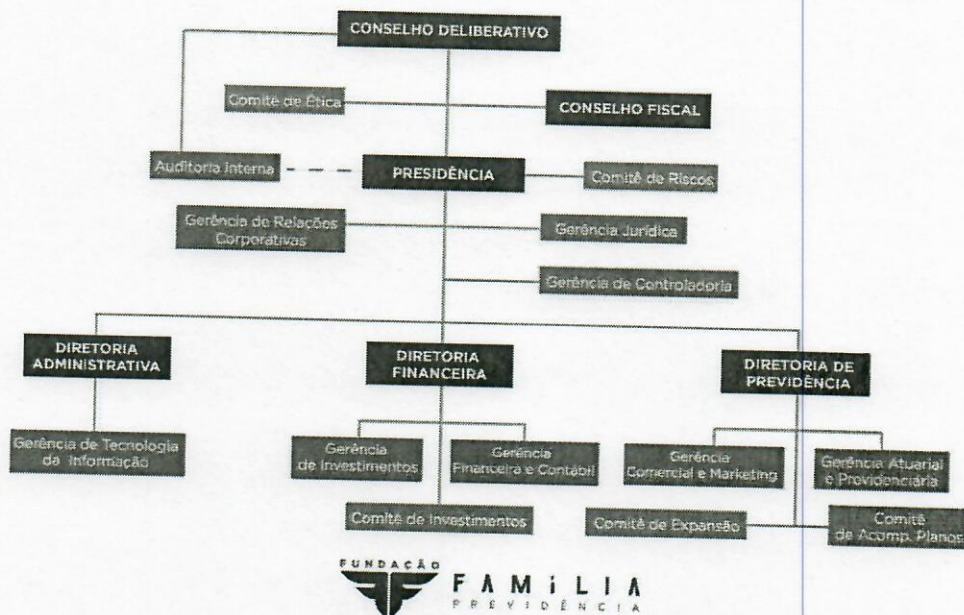 CONSELHO DELIBERATIVO
Comitê de Ética
CONSELHO FISCAL
Auditoria Interna
PRESIDÊNCIA
Comitê de Riscos
Gerência de Relações
Corporativas
Gerência Jurídica
Gerência de Controladoria
DIRETORIA
ADMINISTRATIVA
DIRETORIA
FINANCEIRA
DIRETORIA DE
PREVIDÊNCIA
Gerência de Tecnologia
da Informação
Gerência
de Investimentos
Gerência
Financeira e Contábil
Gerência
Comercial e Marketing
Gerência Atuarial
e Previdenciária
Comitê de Investimentos
Comitê de Expansão
Comitê
de Acomp. Planos
FUNDAÇÃO
FAMÍLIA
PREVIDÊNCIA